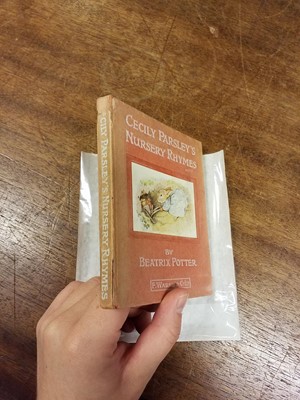 CECILY PARSLEY'S
NURSERY RHYMES
BY
BEATRIX POTTER
CECILY PARSLEY'S NURSERY RHYMES